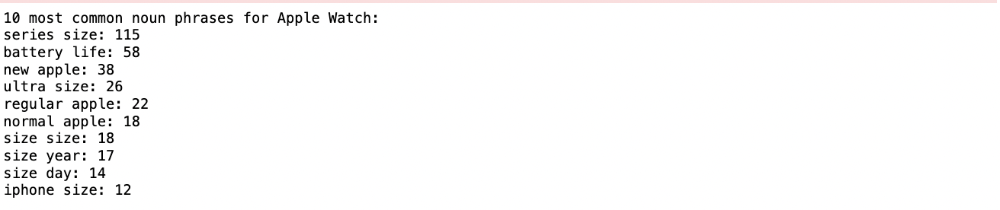 10 most common noun phrases for Apple Watch:
series size: 115
battery life: 58
new apple: 38
ultra size: 26
regular apple: 22
normal apple: 18
size size: 18
size year: 17
size day: 14
iphone size: 12